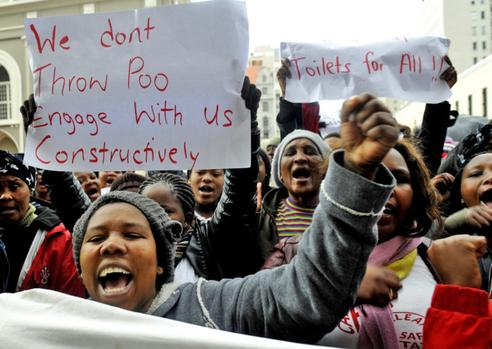 We dont
Throw Poo
Engage With Us
Constructively
Toilets for All !!